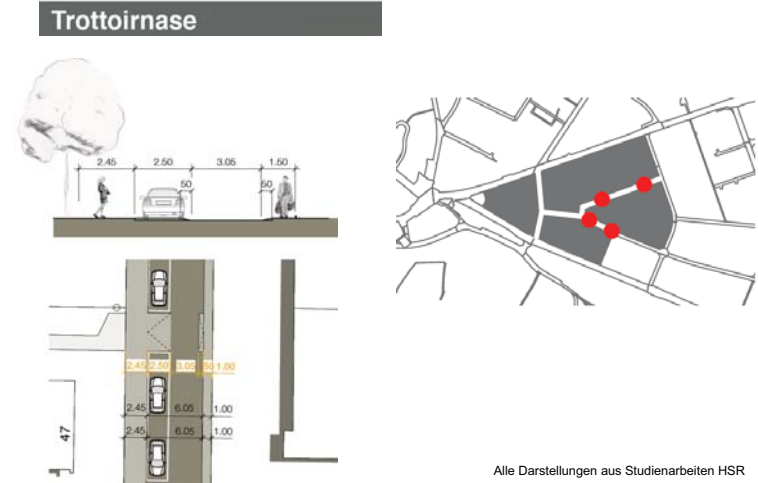 Trottoirnase
2.45 2.50 3.05 1.50
50 50
2.45 2.50 3.05 50 1.00
2.45 6.05 1.00
2.45 6.05 1.00
47
Alle Darstellungen aus Studienarbeiten HSR